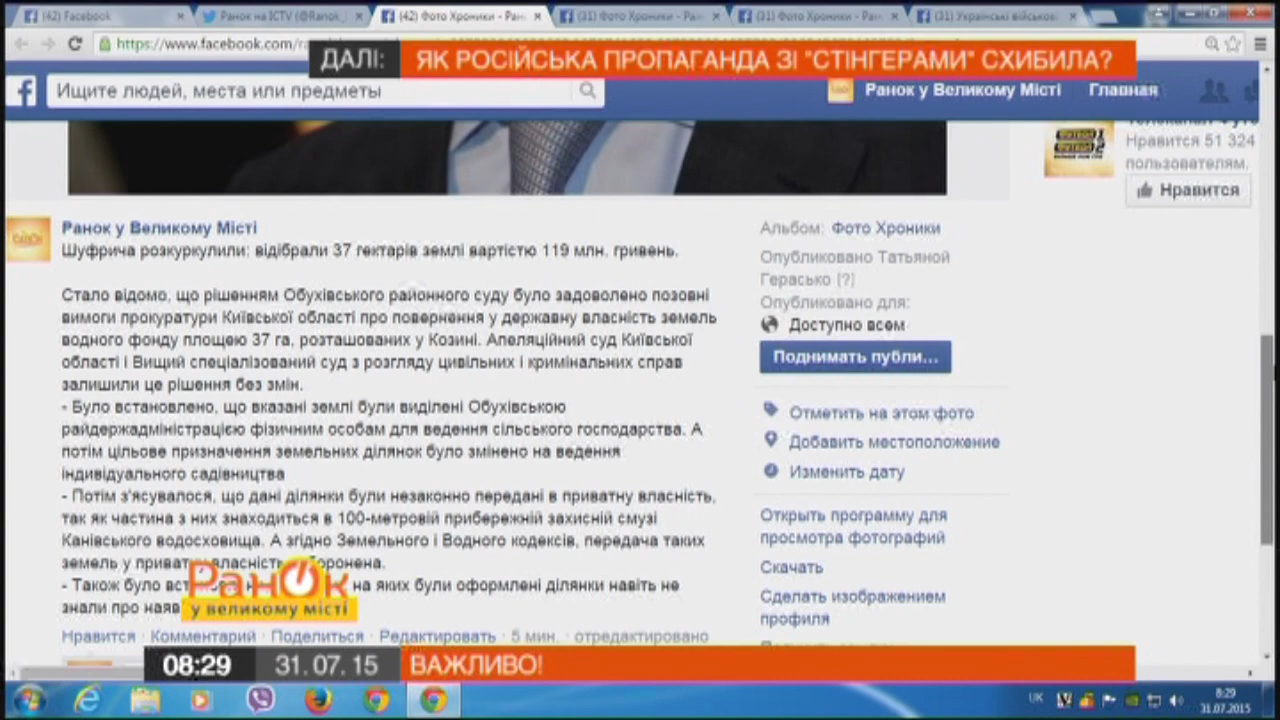 (42) Facebook
Ранок на ICTV (@Ranok_
(42) Фото Хроники - Ран
(31) Фото Хроники - Ран
(31) Фото Хроники - Ран
(31) Українські військов
https://www.facebook.com/ra
ДАЛІ: ЯК РОСІЙСЬКА ПРОПАГАНДА ЗІ "СТІНГЕРАМИ" СХИБИЛА?
Ищите людей, места или предметы
Ранок у Великому Місті Главная
Нравится 51 324
пользователям.
Нравится
Ранок у Великому Місті
Шуфрича розкуркулили: відібрали 37 гектарів землі вартістю 119 млн. гривень.
Стало відомо, що рішенням Обухівського районного суду було задоволено позовні
вимоги прокуратури Київської області про повернення у державну власність земель
водного фонду площею 37 га, розташованих у Козині. Апеляційний суд Київської
області і Вищий спеціалізований суд з розгляду цивільних і кримінальних справ
залишили це рішення без змін.
- Було встановлено, що вказані землі були виділені Обухівською
райдержадміністрацією фізичним особам для ведення сільського господарства. А
потім цільове призначення земельних ділянок було змінено на ведення
індивідуального садівництва
- Потім з'ясувалося, що дані ділянки були незаконно передані в приватну власність,
так як частина з них знаходиться в 100-метровій прибережній захисній смузі
Канівського водосховища. А згідно Земельного і Водного кодексів, передача таких
земель у приватну власність
- Також було на яких були оформлені ділянки навіть не
знали про
Нравится · Комментарий · Поделиться · Редактировать · 5 мин. · отредактировано
Альбом: Фото Хроники
Опубликовано Татьяной
Герасько [?]
Опубликовано для:
Доступно всем
Поднимать публи...
Отметить на этом фото
Добавить местоположение
Изменить дату
Открыть программу для
просмотра фотографий
Скачать
Сделать изображением
профиля
Ранок
у великому місті
08:29 31.07.15 ВАЖЛИВО!
UK
8:29
31.07.2015